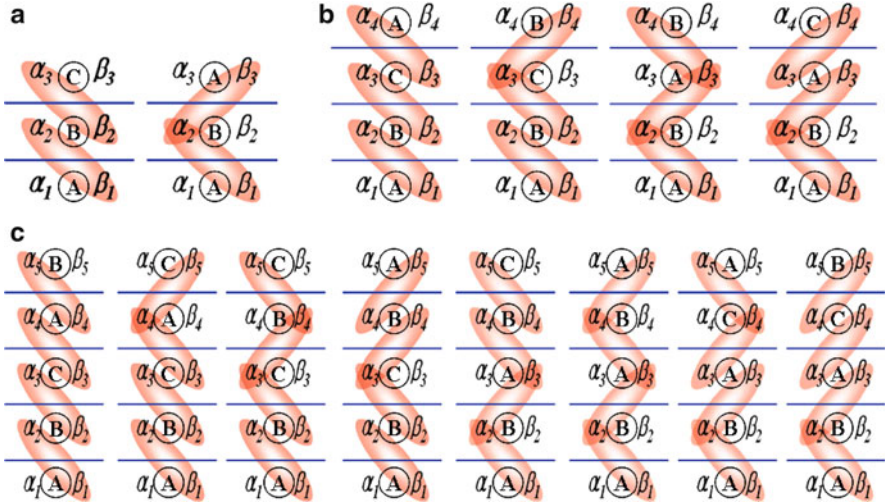 a
α₃ C β₃ α₃ A β₃
α₂ B β₂ α₂ B β₂
α₁ A β₁ α₁ A β₁
b
α₄ A β₄ α₄ B β₄ α₄ B β₄ α₄ C β₄
α₃ C β₃ α₃ C β₃ α₃ A β₃ α₃ A β₃
α₂ B β₂ α₂ B β₂ α₂ B β₂ α₂ B β₂
α₁ A β₁ α₁ A β₁ α₁ A β₁ α₁ A β₁
c
α₅ B β₅ α₅ C β₅ α₅ C β₅ α₅ A β₅ α₅ C β₅ α₅ A β₅ α₅ A β₅ α₅ B β₅
α₄ A β₄ α₄ A β₄ α₄ B β₄ α₄ B β₄ α₄ B β₄ α₄ B β₄ α₄ C β₄ α₄ C β₄
α₃ C β₃ α₃ C β₃ α₃ C β₃ α₃ C β₃ α₃ A β₃ α₃ A β₃ α₃ A β₃ α₃ A β₃
α₂ B β₂ α₂ B β₂ α₂ B β₂ α₂ B β₂ α₂ B β₂ α₂ B β₂ α₂ B β₂ α₂ B β₂
α₁ A β₁ α₁ A β₁ α₁ A β₁ α₁ A β₁ α₁ A β₁ α₁ A β₁ α₁ A β₁ α₁ A β₁